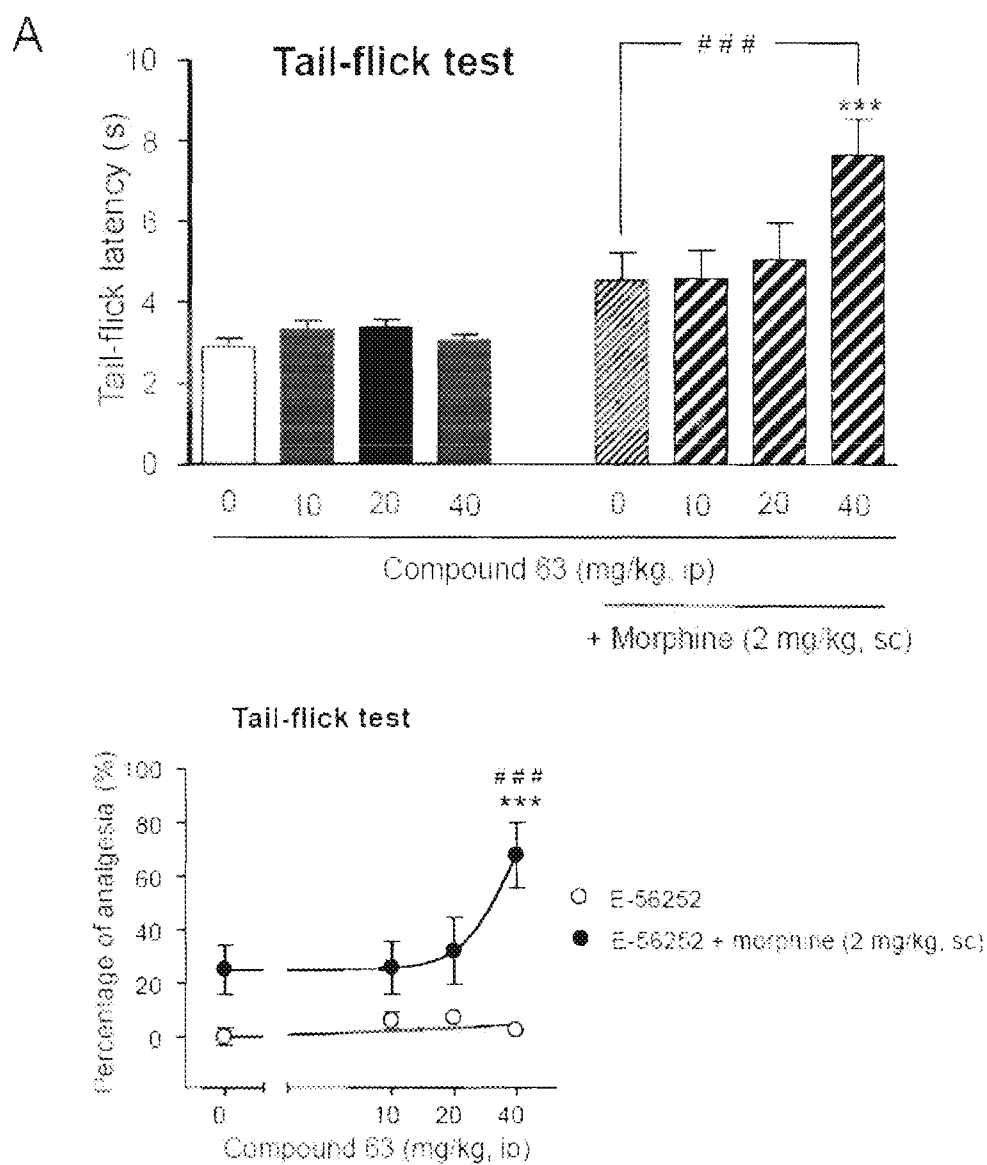 A
Tail-flick test
# # #
***
Tail-flick latency (s)
10
8
6
4
2
0
0 10 20 40 0 10 20 40
Compound 63 (mg/kg, ip)
+ Morphine (2 mg/kg, sc)
Tail-flick test
Percentage of analgesia (%)
100
80
60
40
20
0
# # #
***
E-56252
E-56252 + morphine (2 mg/kg, sc)
0 10 20 40
Compound 63 (mg/kg, ip)